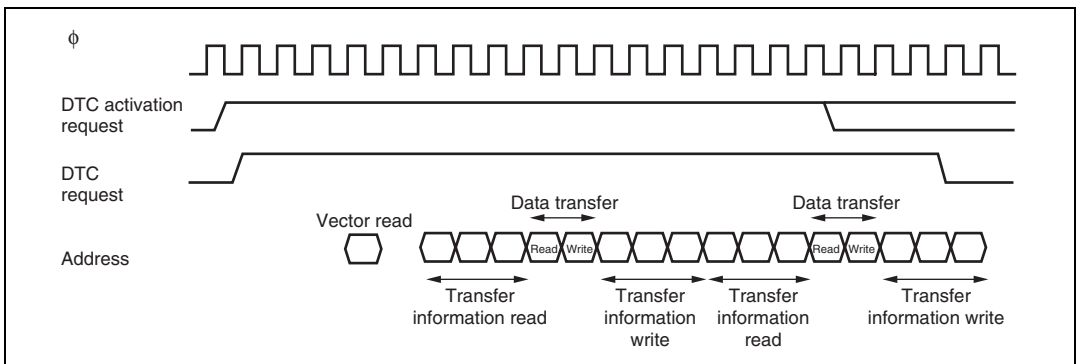 ϕ
DTC activation
request
DTC
request
Data transfer
Data transfer
Vector read
Address
Read
Write
Read
Write
Transfer
information read
Transfer
information
write
Transfer
information
read
Transfer
information write